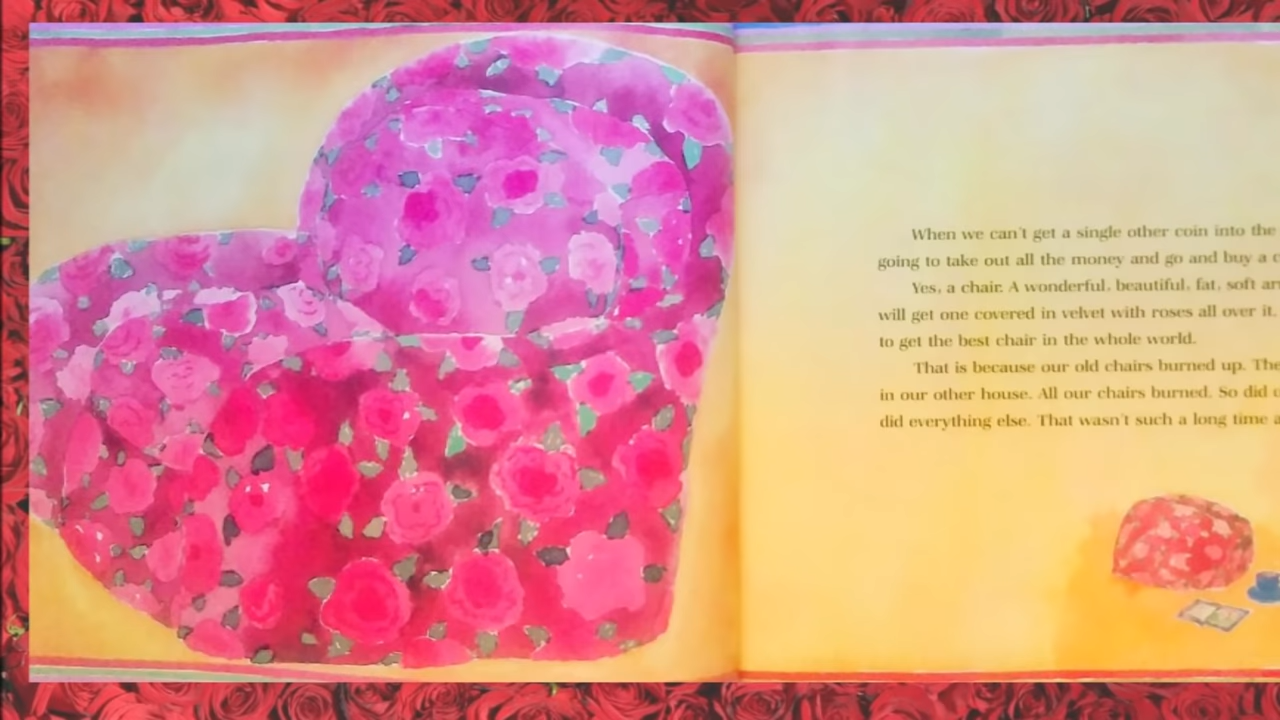 When we can't get a single other coin into the
going to take out all the money and go and buy a
Yes, a chair. A wonderful, beautiful, fat, soft
will get one covered in velvet with roses all over it.
to get the best chair in the whole world.
That is because our old chairs burned up.
in our other house. All our chairs burned. So did
did everything else. That wasn't such a long time